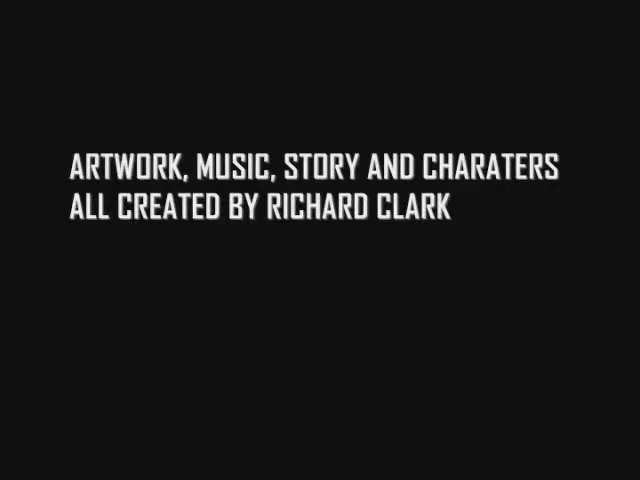 ARTWORK, MUSIC, STORY AND CHARATERS
ALL CREATED BY RICHARD CLARK